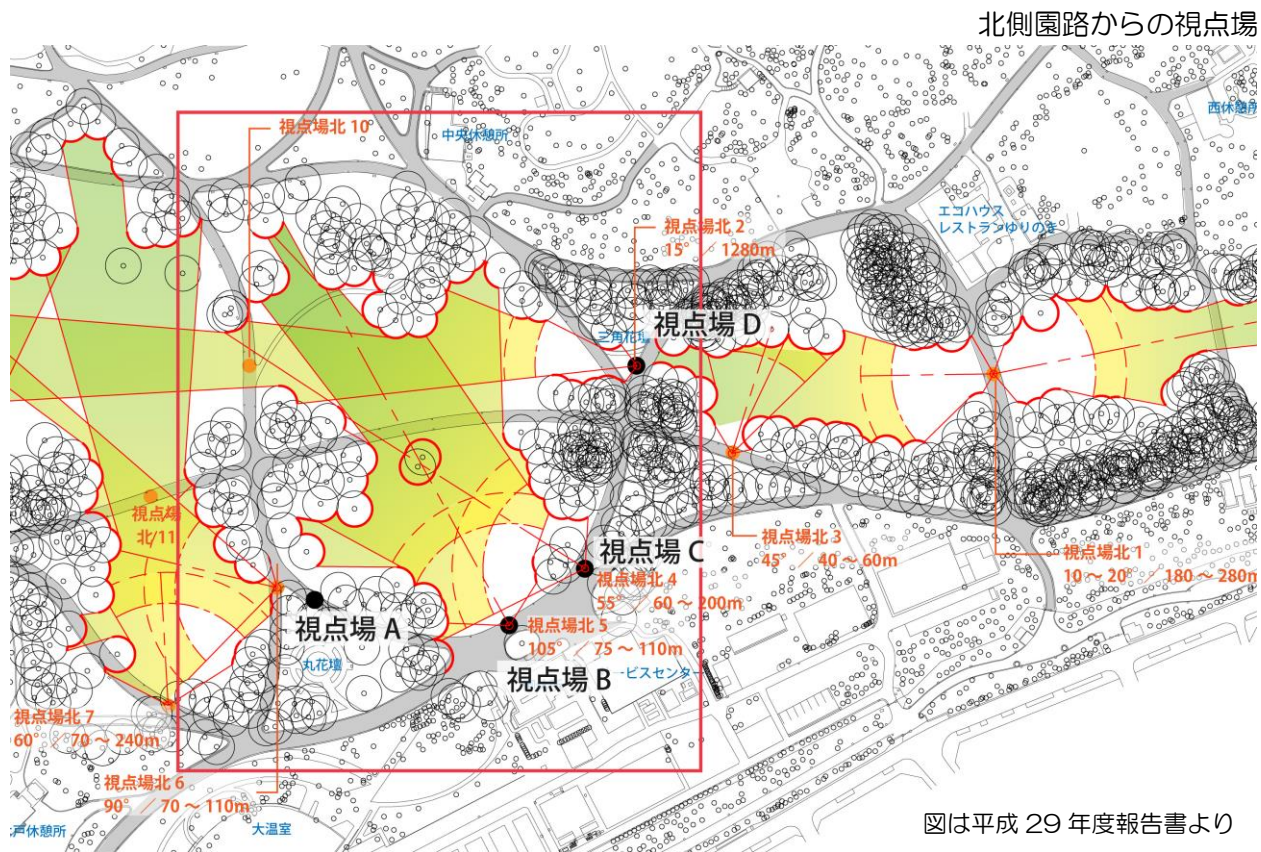 北側園路からの視点場
視点場北 10
中央休憩所
西休憩所
エコハウス
レストランゆりのき
視点場北 2
15° / 1280m
視点場 D
三角花壇
視点場
北 11
視点場北 3
45° / 40 ~ 60m
視点場北 1
10 ~ 20° / 180 ~ 280m
視点場 C
視点場北 4
55° / 60 ~ 200m
視点場 A
視点場北 5
105° / 75 ~ 110m
丸花壇
視点場 B
-ビスセンター
視点場北 7
60° / 70 ~ 240m
視点場北 6
90° / 70 ~ 110m
戸休憩所
大温室
図は平成 29 年度報告書より